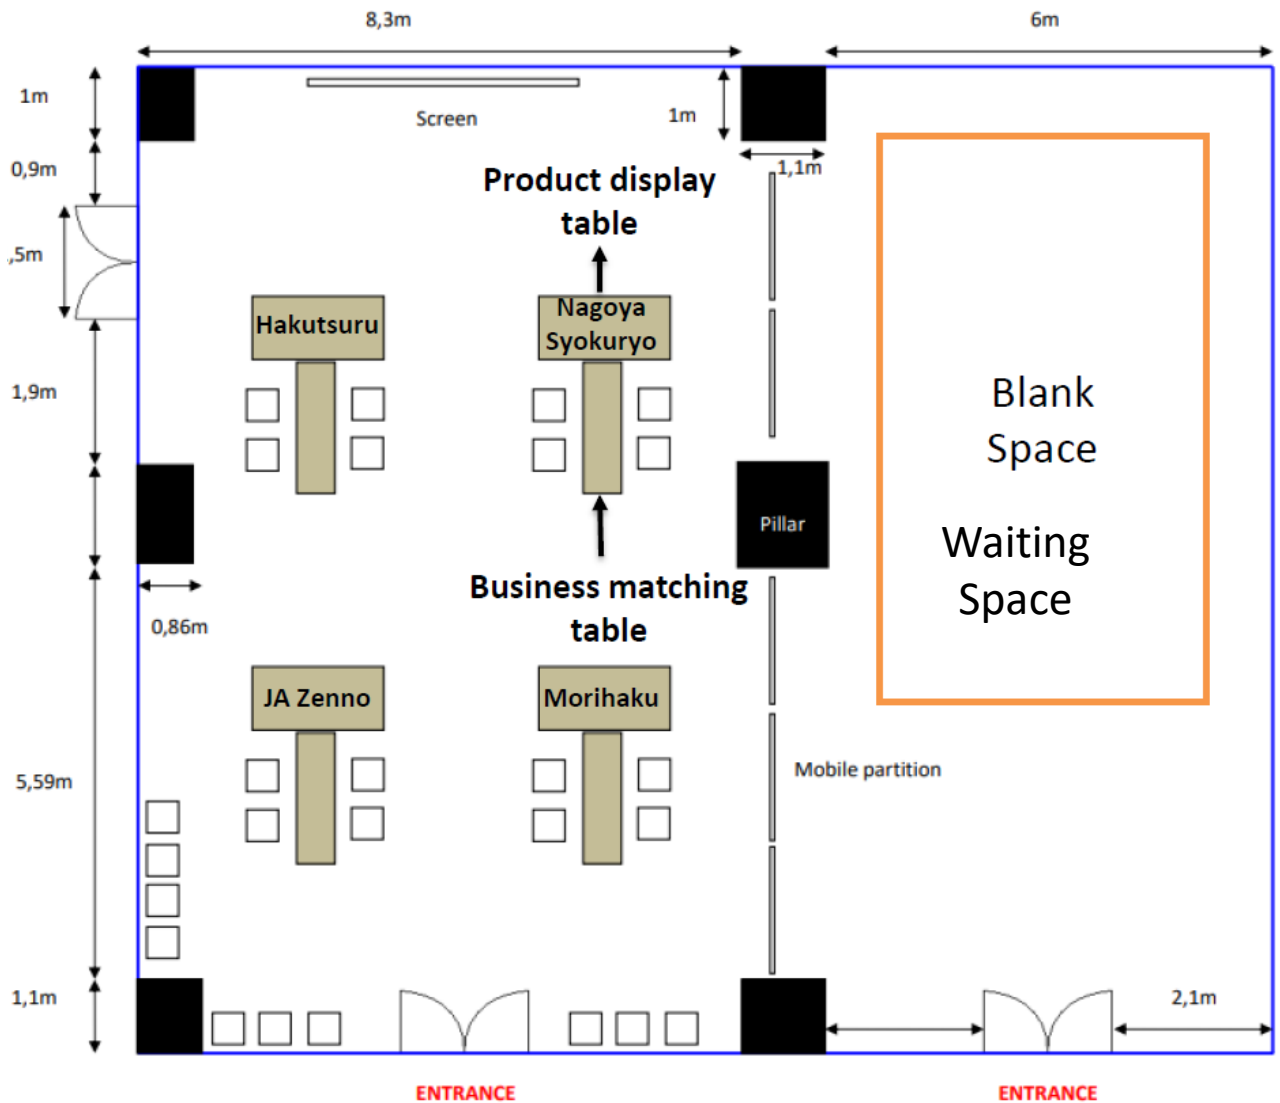 8,3m
6m
1m
Screen
1m
0,9m
1,1m
Product display
table
,5m
Hakutsuru
Nagoya
Syokuryo
1,9m
Blank
Space
Pillar
Waiting
Space
Business matching
table
0,86m
JA Zenno
Morihaku
Mobile partition
5,59m
1,1m
2,1m
ENTRANCE
ENTRANCE